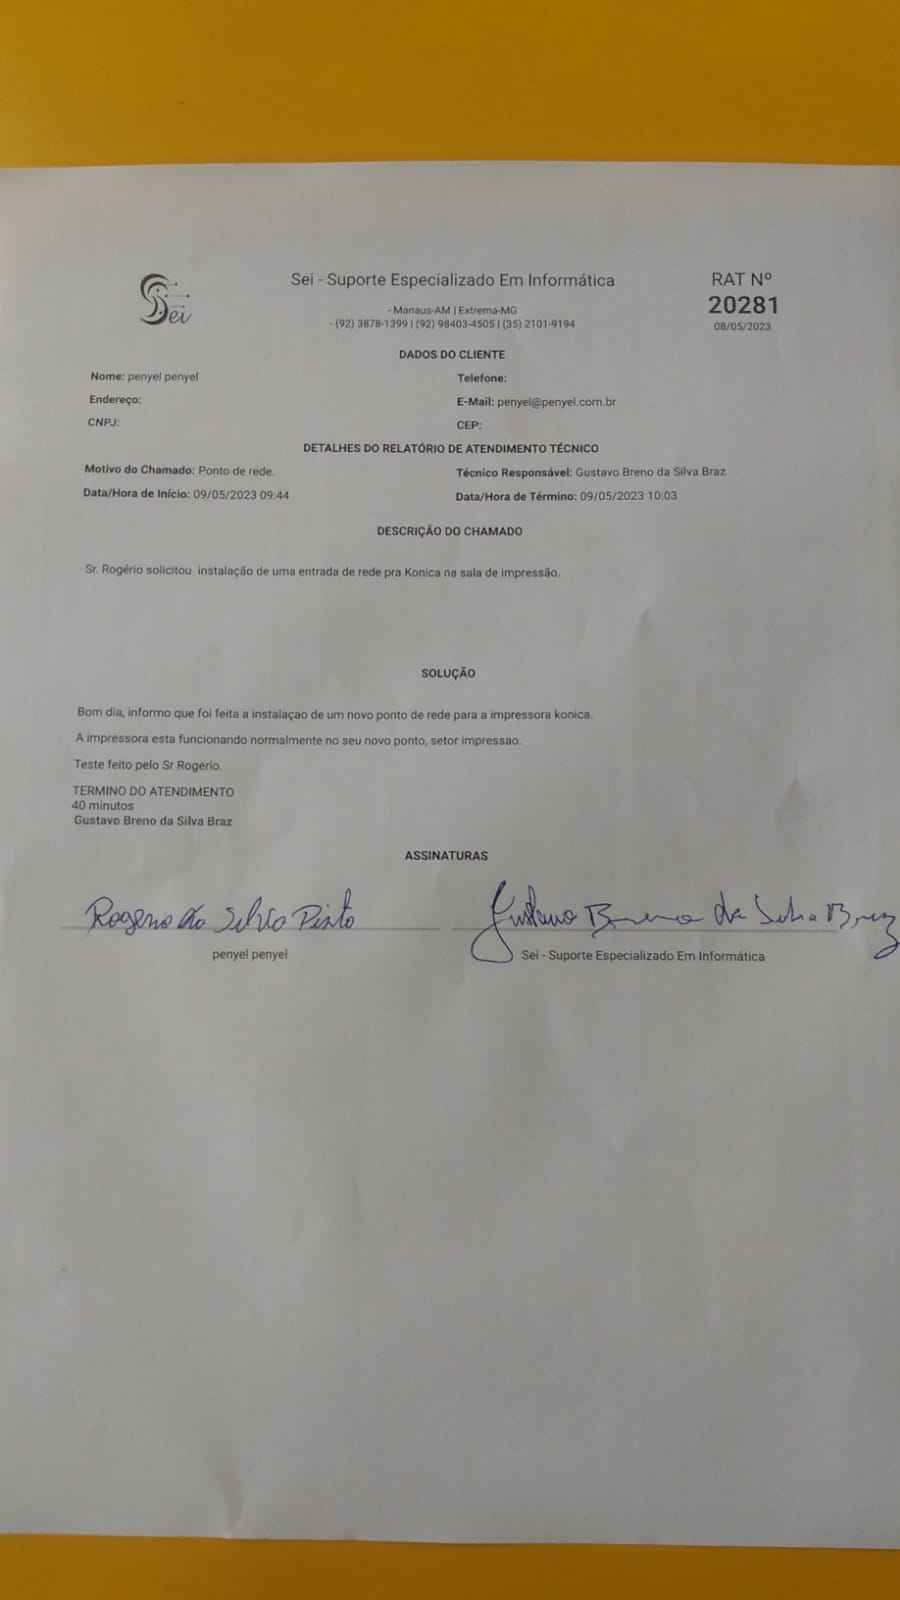 Sei
Sei - Suporte Especializado Em Informática
- Manaus-AM | Extrema-MG
- (92) 3878-1399 | (92) 98403-4505 | (35) 2101-9194
RAT Nº
20281
08/05/2023
DADOS DO CLIENTE
Nome: penyel penyel
Telefone:
Endereço:
E-Mail: penyel@penyel.com.br
CNPJ:
CEP:
DETALHES DO RELATÓRIO DE ATENDIMENTO TÉCNICO
Motivo do Chamado: Ponto de rede.
Técnico Responsável: Gustavo Breno da Silva Braz
Data/Hora de Início: 09/05/2023 09:44
Data/Hora de Término: 09/05/2023 10:03
DESCRIÇÃO DO CHAMADO
Sr. Rogério solicitou instalação de uma entrada de rede pra Konica na sala de impressão.
SOLUÇÃO
Bom dia, informo que foi feita a instalaçao de um novo ponto de rede para a impressora konica.
A impressora esta funcionando normalmente no seu novo ponto, setor impressao.
Teste feito pelo Sr Rogerio.
TERMINO DO ATENDIMENTO
40 minutos
Gustavo Breno da Silva Braz
ASSINATURAS
Rogerio da Silva Pinto
Gustavo Breno da Silva Braz
penyel penyel
Sei - Suporte Especializado Em Informática